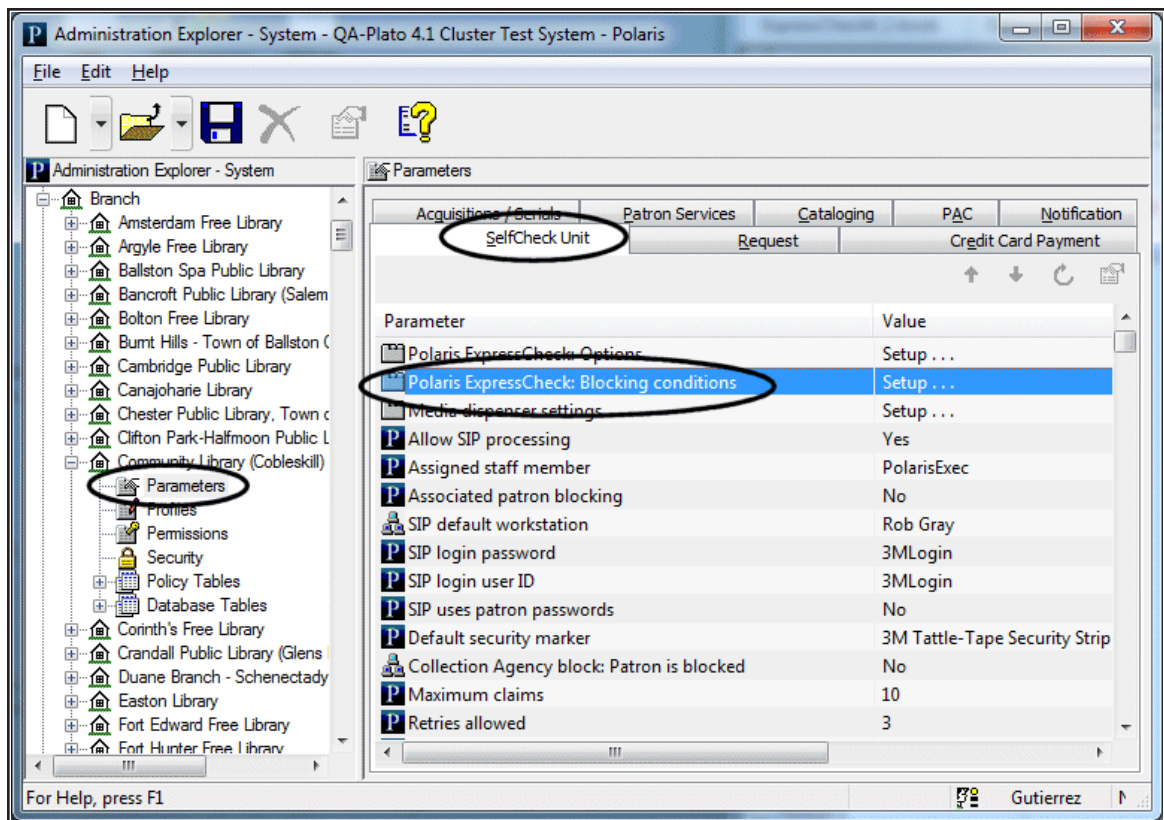 Administration Explorer - System - QA-Plato 4.1 Cluster Test System - Polaris
File Edit Help
Administration Explorer - System
Branch
Amsterdam Free Library
Argyle Free Library
Ballston Spa Public Library
Bancroft Public Library (Salem
Bolton Free Library
Burnt Hills - Town of Ballston
Cambridge Public Library
Canajoharie Library
Chester Public Library, Town
Clifton Park-Halfmoon Public L
Community Library (Cobleskill)
Parameters
Profiles
Permissions
Security
Policy Tables
Database Tables
Corinth's Free Library
Crandall Public Library (Glens
Duane Branch - Schenectady
Easton Library
Fort Edward Free Library
Fort Hunter Free Library
Parameters
Acquisitions / Serials Patron Services Cataloging PAC Notification
SelfCheck Unit Request Credit Card Payment
Parameter Value
Polaris ExpressCheck: Options Setup . . .
Polaris ExpressCheck: Blocking conditions Setup . . .
Media dispenser settings Setup . . .
Allow SIP processing Yes
Assigned staff member PolarisExec
Associated patron blocking No
SIP default workstation Rob Gray
SIP login password 3MLogin
SIP login user ID 3MLogin
SIP uses patron passwords No
Default security marker 3M Tattle-Tape Security Strip
Collection Agency block: Patron is blocked No
Maximum claims 10
Retries allowed 3
For Help, press F1 Gutierrez